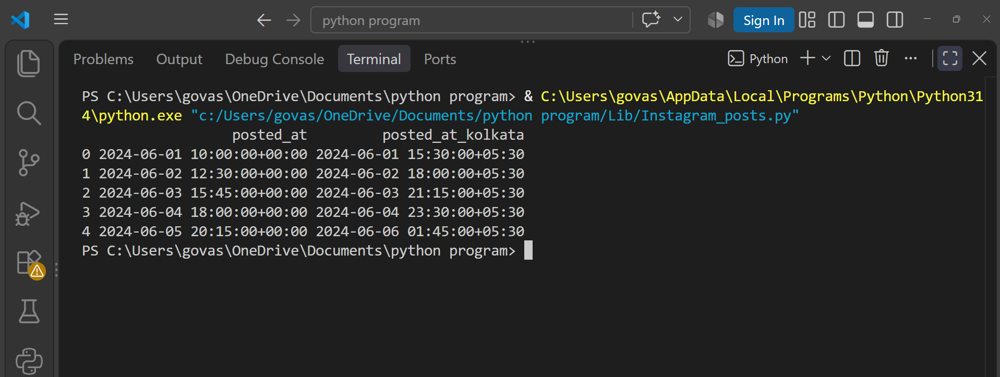 python program
Sign In
Problems Output Debug Console Terminal Ports
Python
PS C:\Users\govas\OneDrive\Documents\python program> & C:\Users\govas\AppData\Local\Programs\Python\Python31
4\python.exe "c:/Users/govas/OneDrive/Documents/python program/Lib/Instagram_posts.py"
posted_at posted_at_kolkata
0 2024-06-01 10:00:00+00:00 2024-06-01 15:30:00+05:30
1 2024-06-02 12:30:00+00:00 2024-06-02 18:00:00+05:30
2 2024-06-03 15:45:00+00:00 2024-06-03 21:15:00+05:30
3 2024-06-04 18:00:00+00:00 2024-06-04 23:30:00+05:30
4 2024-06-05 20:15:00+00:00 2024-06-06 01:45:00+05:30
PS C:\Users\govas\OneDrive\Documents\python program>